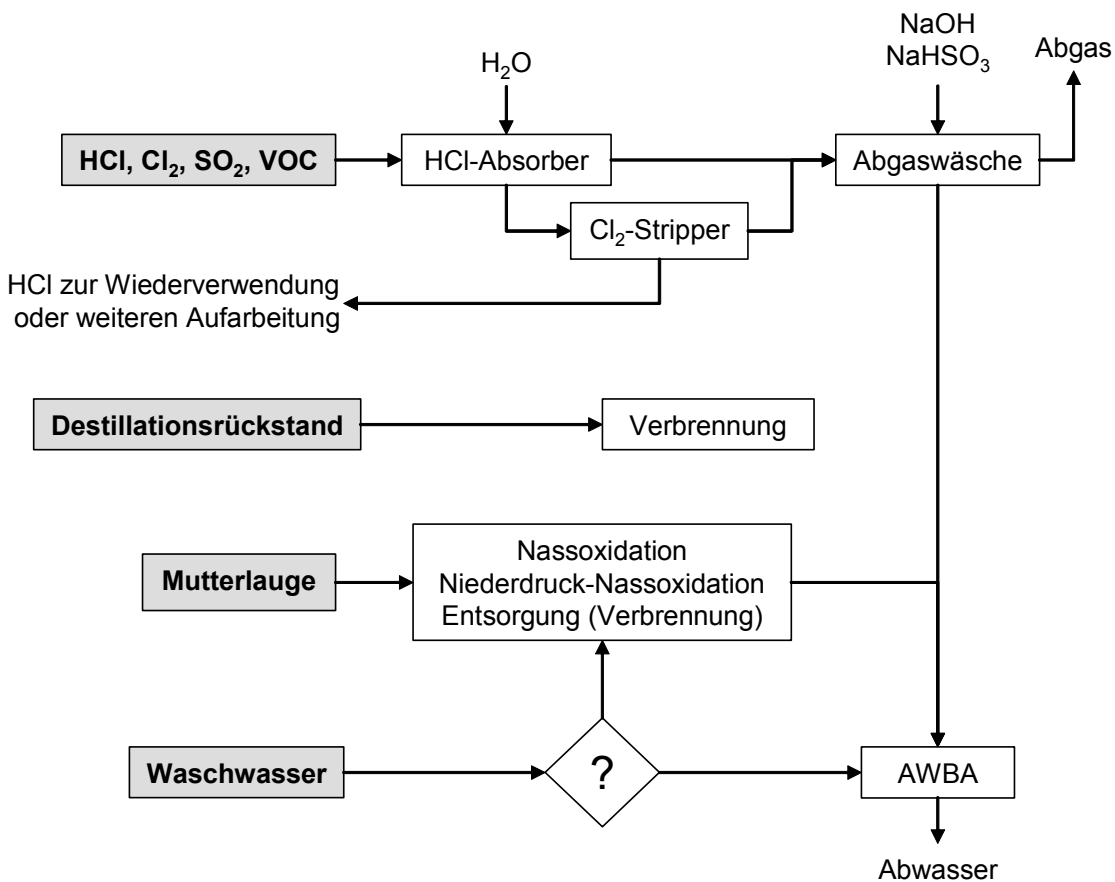 NaOH
NaHSO₃
Abgas
H₂O
HCl, Cl₂, SO₂, VOC
HCl-Absorber
Abgaswäsche
Cl₂-Stripper
HCl zur Wiederverwendung
oder weiteren Aufarbeitung
Destillationsrückstand
Verbrennung
Mutterlauge
Nassoxidation
Niederdruck-Nassoxidation
Entsorgung (Verbrennung)
Waschwasser
?
AWBA
Abwasser